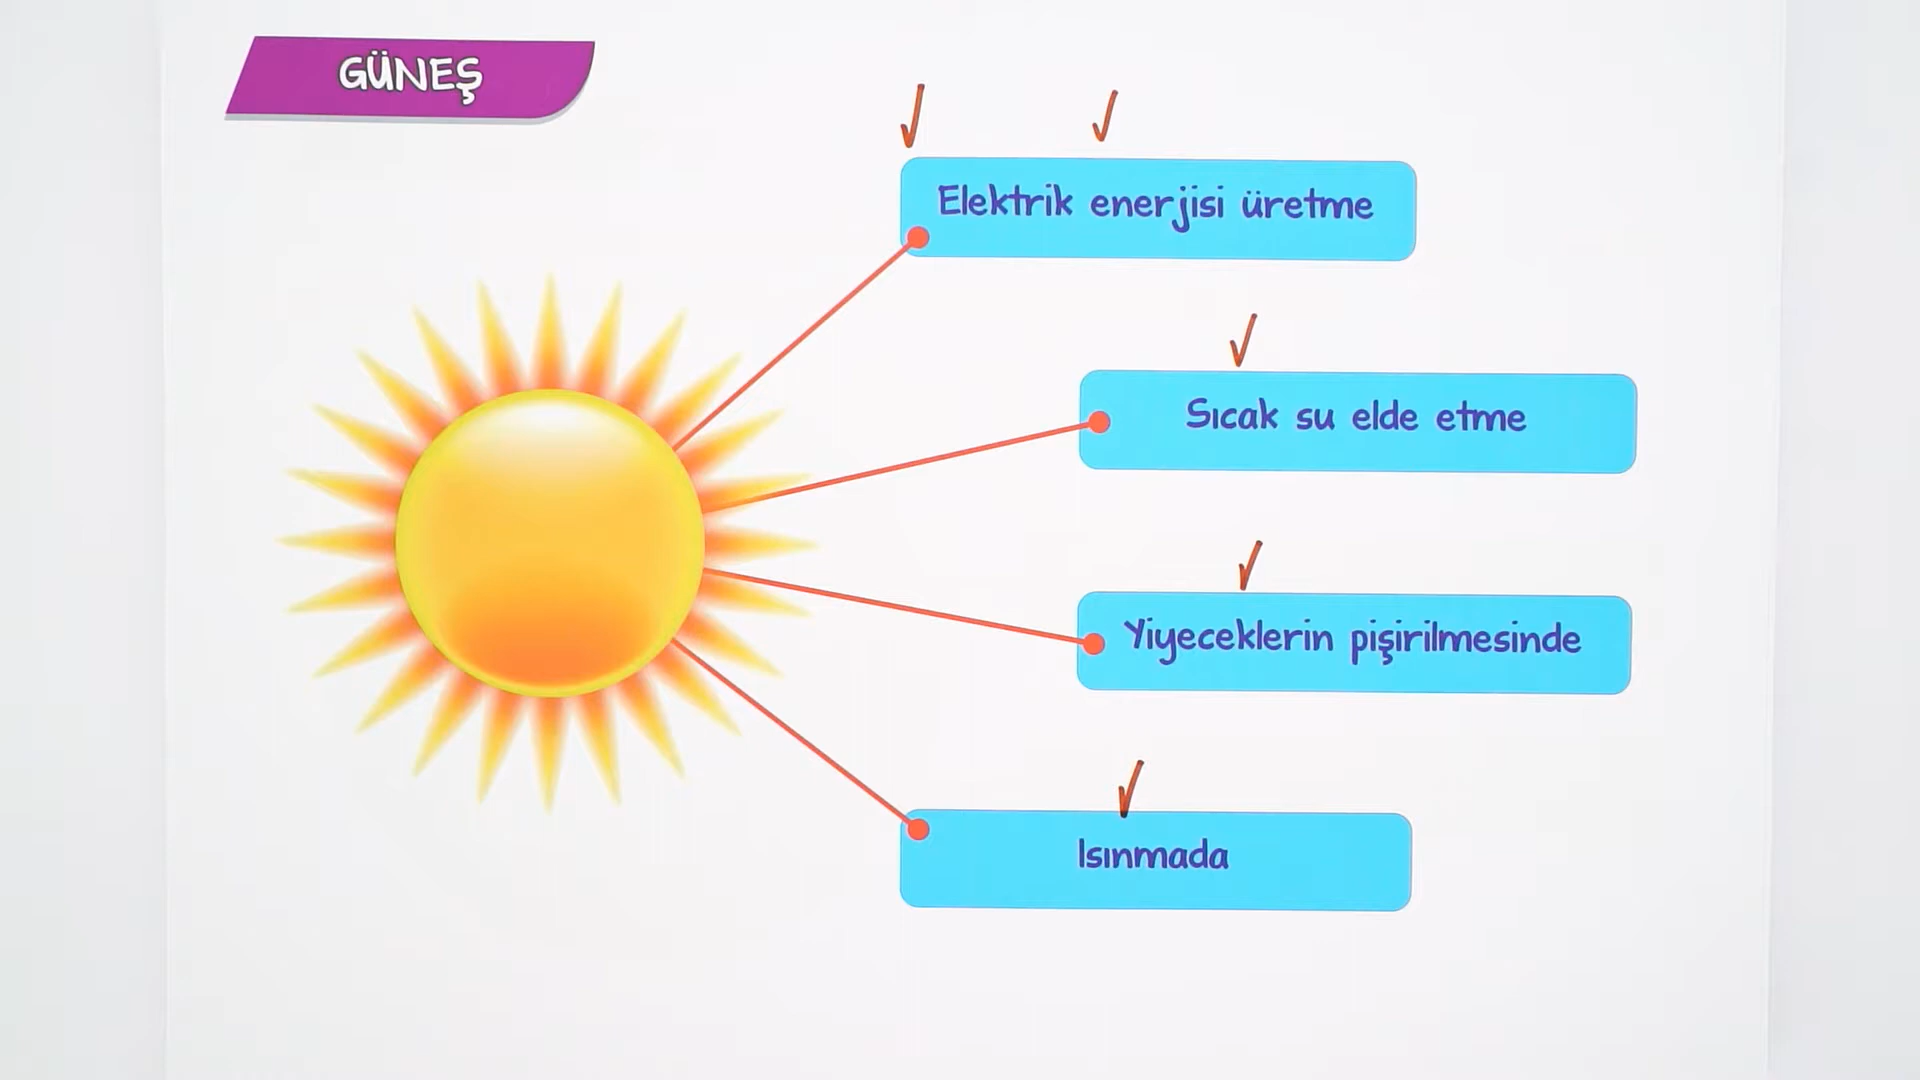 GÜNEŞ
Elektrik enerjisi üretme
Sıcak su elde etme
Yiyeceklerin pişirilmesinde
Isınmada